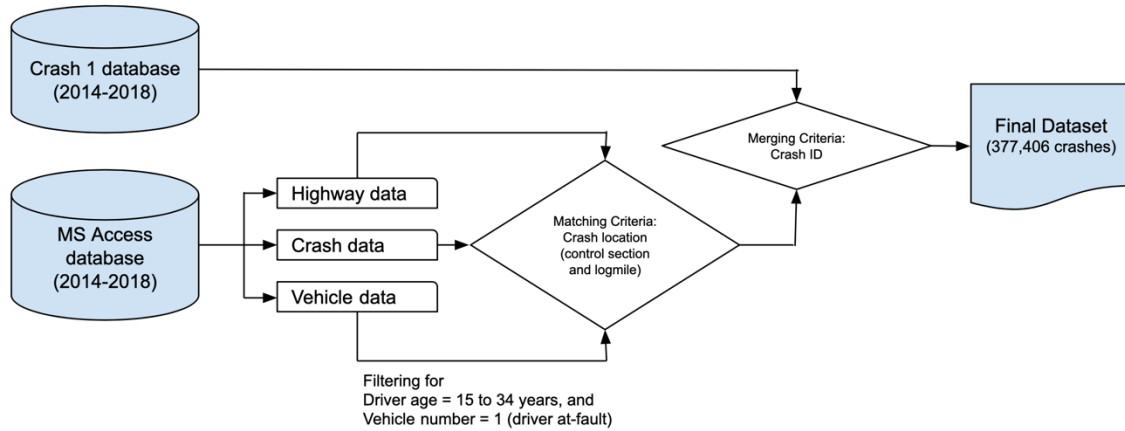 Crash 1 database
(2014-2018)
Merging Criteria:
Crash ID
Final Dataset
(377,406 crashes)
MS Access
database
(2014-2018)
Highway data
Crash data
Vehicle data
Matching Criteria:
Crash location
(control section
and logmile)
Filtering for
Driver age = 15 to 34 years, and
Vehicle number = 1 (driver at-fault)